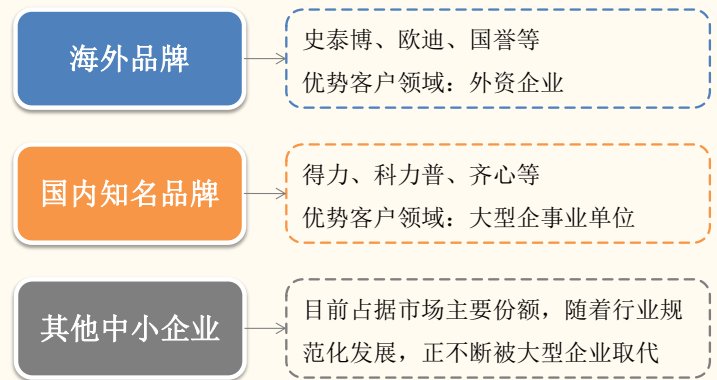 海外品牌
史泰博、欧迪、国誉等
优势客户领域：外资企业
国内知名品牌
得力、科力普、齐心等
优势客户领域：大型企事业单位
其他中小企业
目前占据市场主要份额，随着行业规
范化发展，正不断被大型企业取代